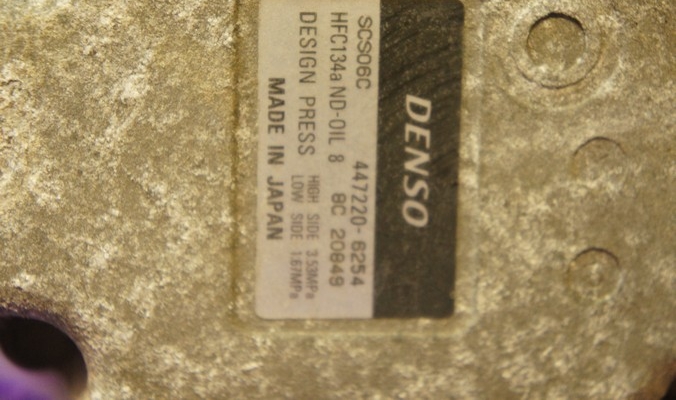 DENSO
SCS06C 447220-6254
HFC134a ND-OIL 8 8C 20849
DESIGN PRESS HIGH SIDE 3.53MPa
LOW SIDE 1.67MPa
MADE IN JAPAN